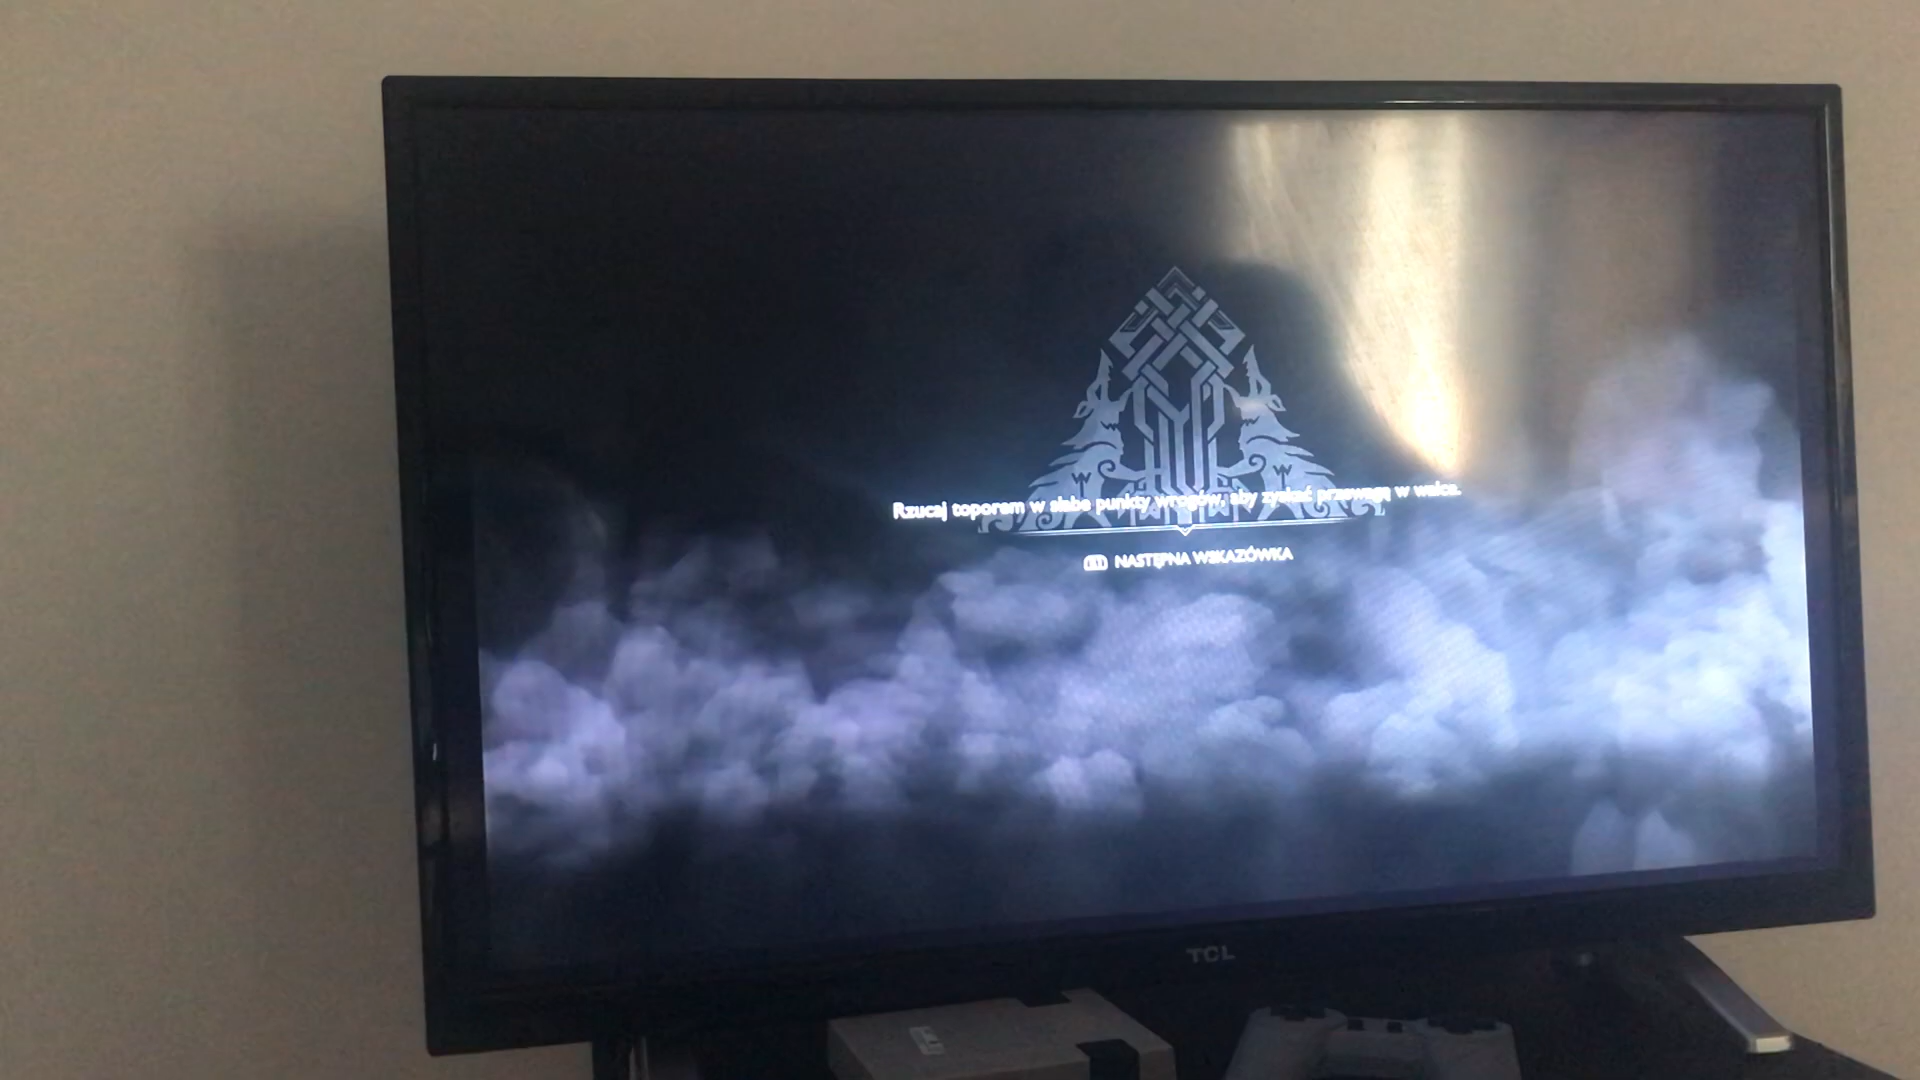 Rzucaj toporem w słabe punkty wrogów, aby zyskać przewagę w walce.
NASTĘPNA WSKAZÓWKA
TCL